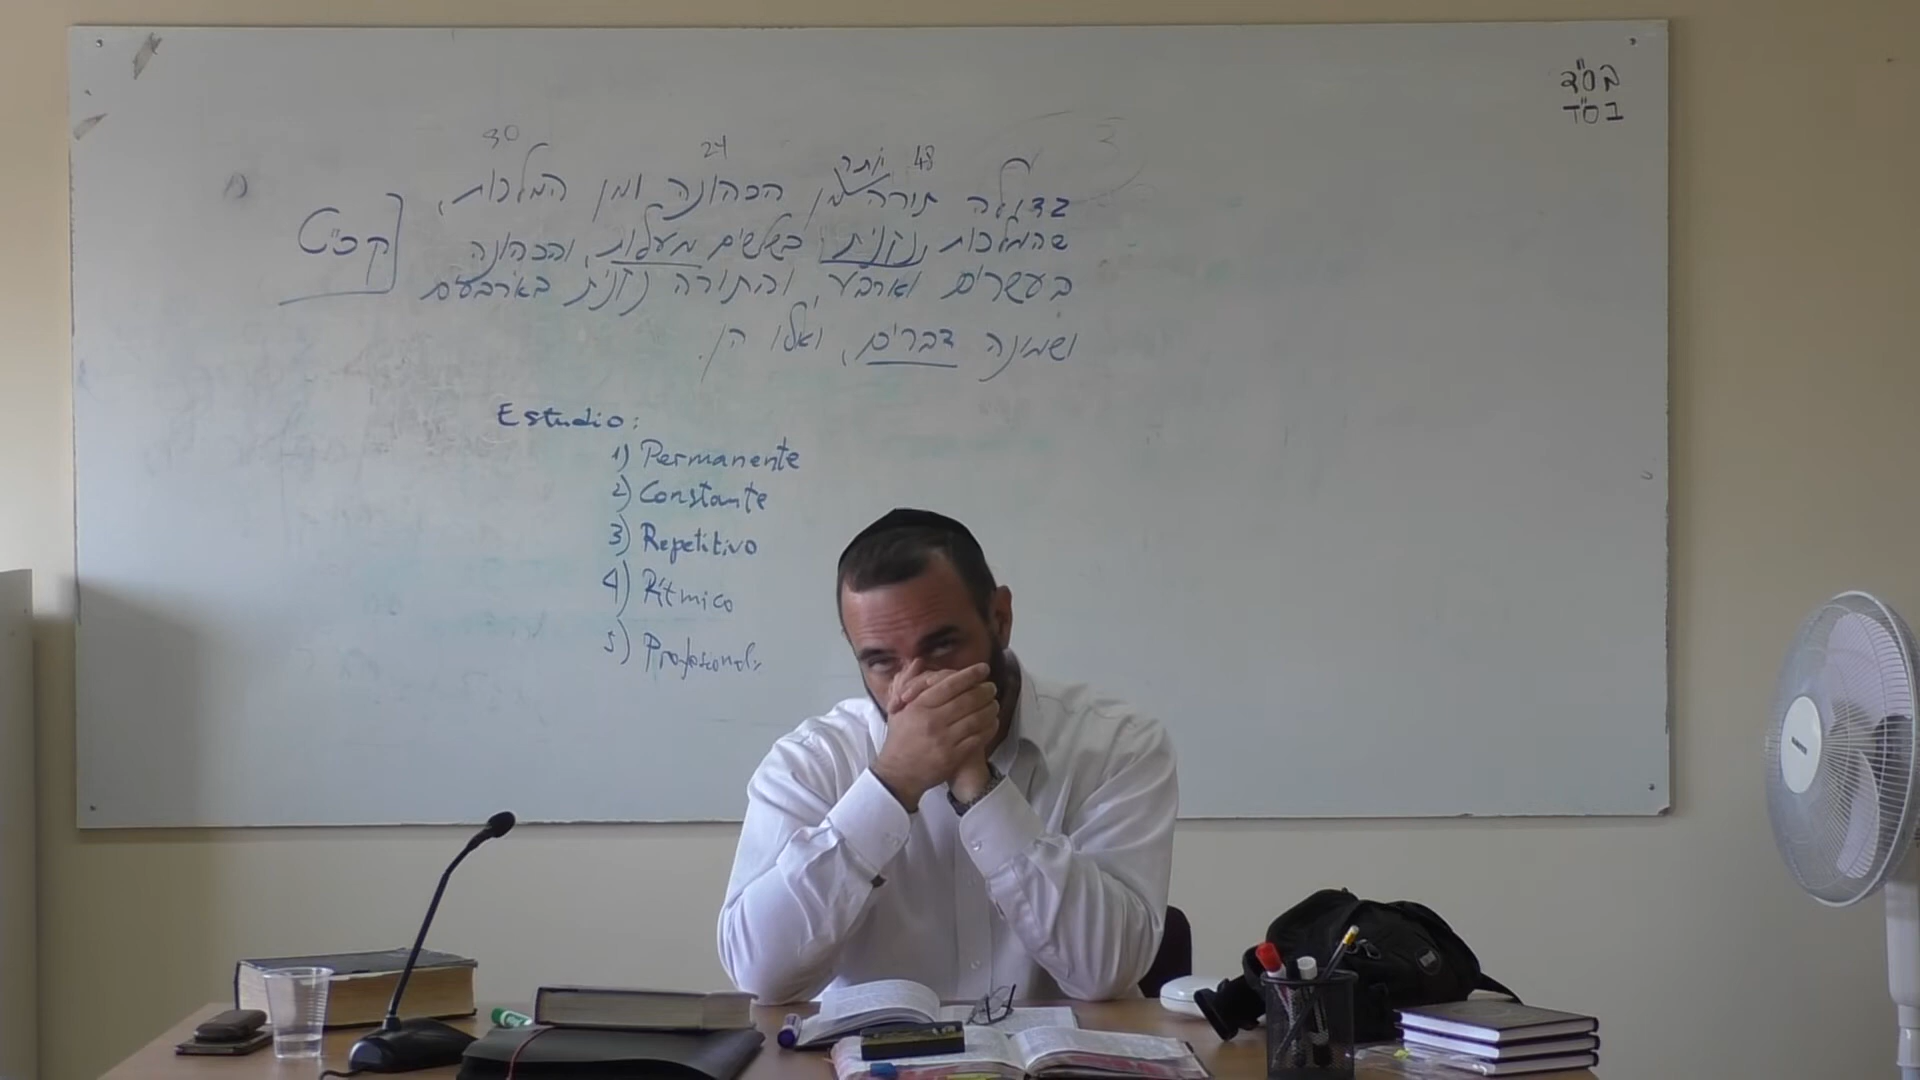 בס"ד
בס"ד
30 24 48
יותר
גדולה תורה מן הכהונה ומן המלכות,
שהמלכות נקנית בשלשים מעלות, והכהונה
בעשרים וארבע, והתורה נקנית בארבעים
ושמונה דברים, ואלו הן.
קכ"ט
Estudio:
1) Permanente
2) Constante
3) Repetitivo
4) Rítmico
5)